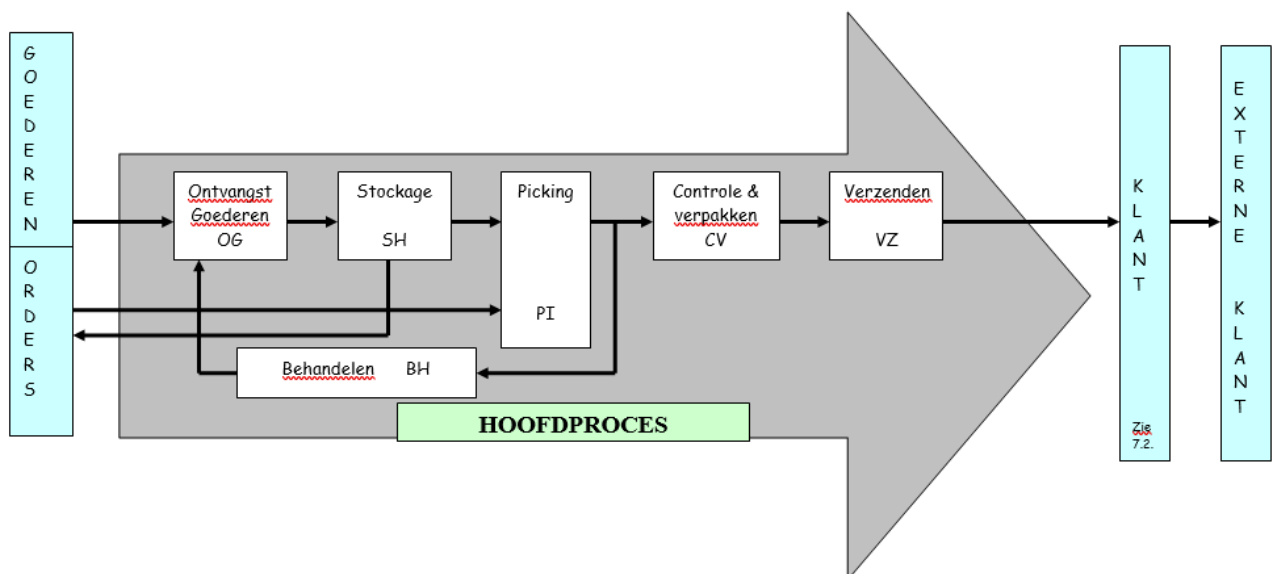 GOEDEREN
ORDERS
Ontvangst
Goederen
OG
Stockage
SH
Picking
PI
Controle &
verpakken
CV
Verzenden
VZ
Behandelen BH
HOOFDPROCES
KLANT
Zie
7.2.
EXTERNE KLANT